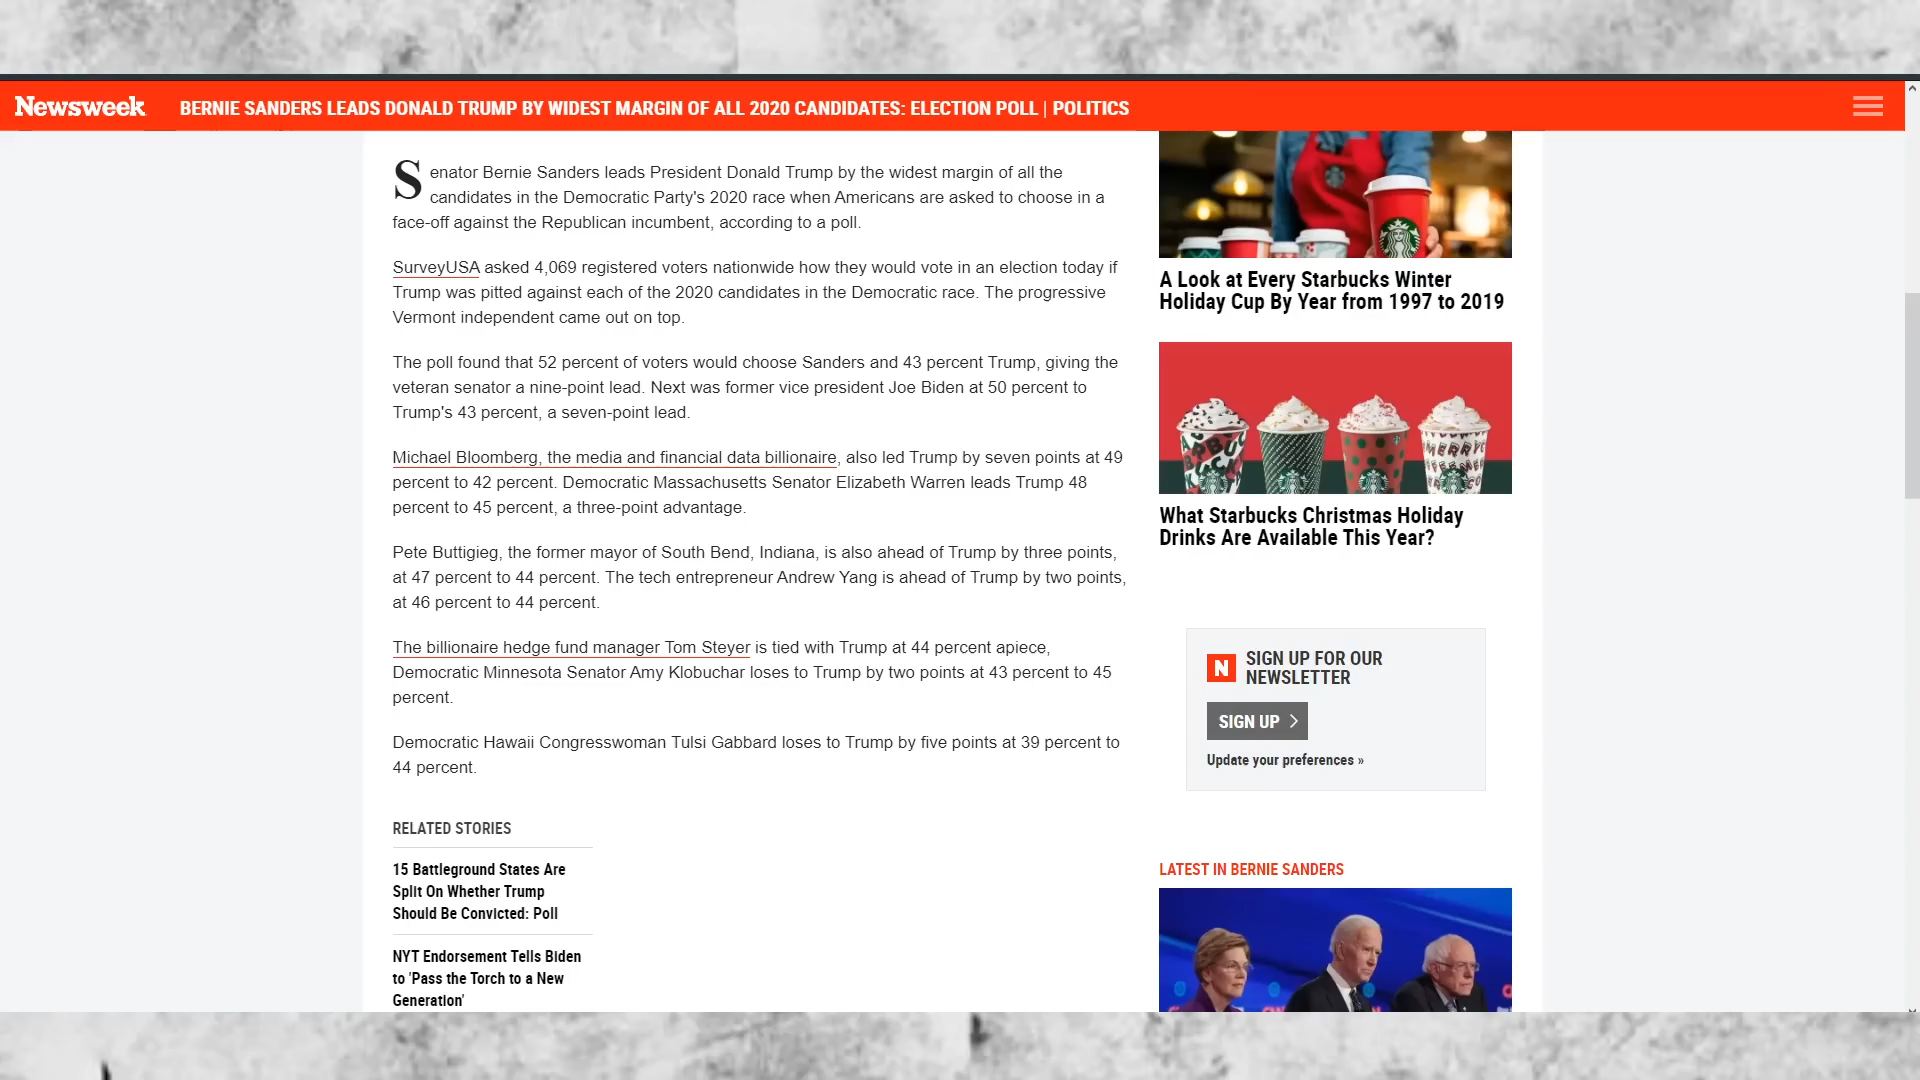 Newsweek
BERNIE SANDERS LEADS DONALD TRUMP BY WIDEST MARGIN OF ALL 2020 CANDIDATES: ELECTION POLL | POLITICS
Senator Bernie Sanders leads President Donald Trump by the widest margin of all the
candidates in the Democratic Party's 2020 race when Americans are asked to choose in a
face-off against the Republican incumbent, according to a poll.
SurveyUSA asked 4,069 registered voters nationwide how they would vote in an election today if
Trump was pitted against each of the 2020 candidates in the Democratic race. The progressive
Vermont independent came out on top.
The poll found that 52 percent of voters would choose Sanders and 43 percent Trump, giving the
veteran senator a nine-point lead. Next was former vice president Joe Biden at 50 percent to
Trump's 43 percent, a seven-point lead.
Michael Bloomberg, the media and financial data billionaire, also led Trump by seven points at 49
percent to 42 percent. Democratic Massachusetts Senator Elizabeth Warren leads Trump 48
percent to 45 percent, a three-point advantage.
Pete Buttigieg, the former mayor of South Bend, Indiana, is also ahead of Trump by three points,
at 47 percent to 44 percent. The tech entrepreneur Andrew Yang is ahead of Trump by two points,
at 46 percent to 44 percent.
The billionaire hedge fund manager Tom Steyer is tied with Trump at 44 percent apiece,
Democratic Minnesota Senator Amy Klobuchar loses to Trump by two points at 43 percent to 45
percent.
Democratic Hawaii Congresswoman Tulsi Gabbard loses to Trump by five points at 39 percent to
44 percent.
RELATED STORIES
15 Battleground States Are
Split On Whether Trump
Should Be Convicted: Poll
NYT Endorsement Tells Biden
to 'Pass the Torch to a New
Generation'
A Look at Every Starbucks Winter
Holiday Cup By Year from 1997 to 2019
What Starbucks Christmas Holiday
Drinks Are Available This Year?
N
SIGN UP FOR OUR
NEWSLETTER
SIGN UP >
Update your preferences »
LATEST IN BERNIE SANDERS